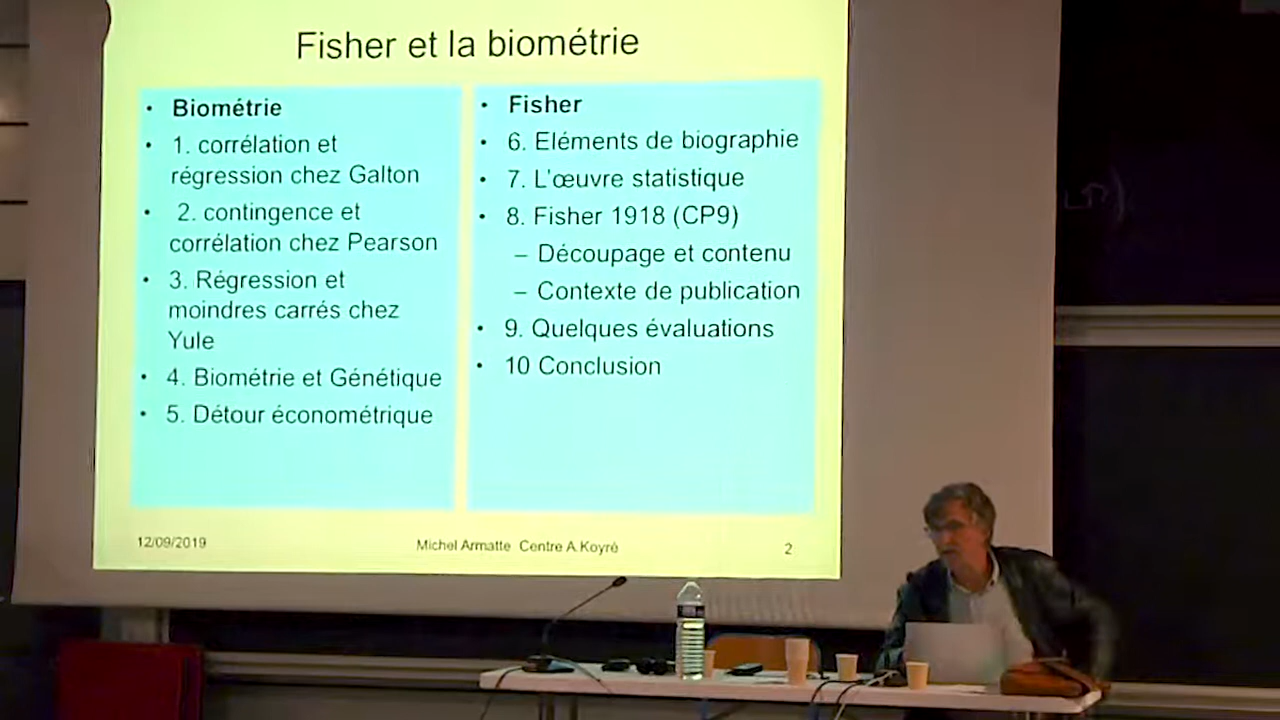 Fisher et la biométrie
• Biométrie
• 1. corrélation et
régression chez Galton
• 2. contingence et
corrélation chez Pearson
• 3. Régression et
moindres carrés chez
Yule
• 4. Biométrie et Génétique
• 5. Détour économétrique
• Fisher
• 6. Eléments de biographie
• 7. L'œuvre statistique
• 8. Fisher 1918 (CP9)
– Découpage et contenu
– Contexte de publication
• 9. Quelques évaluations
• 10 Conclusion
12/09/2019
Michel Armatte Centre A.Koyré
2